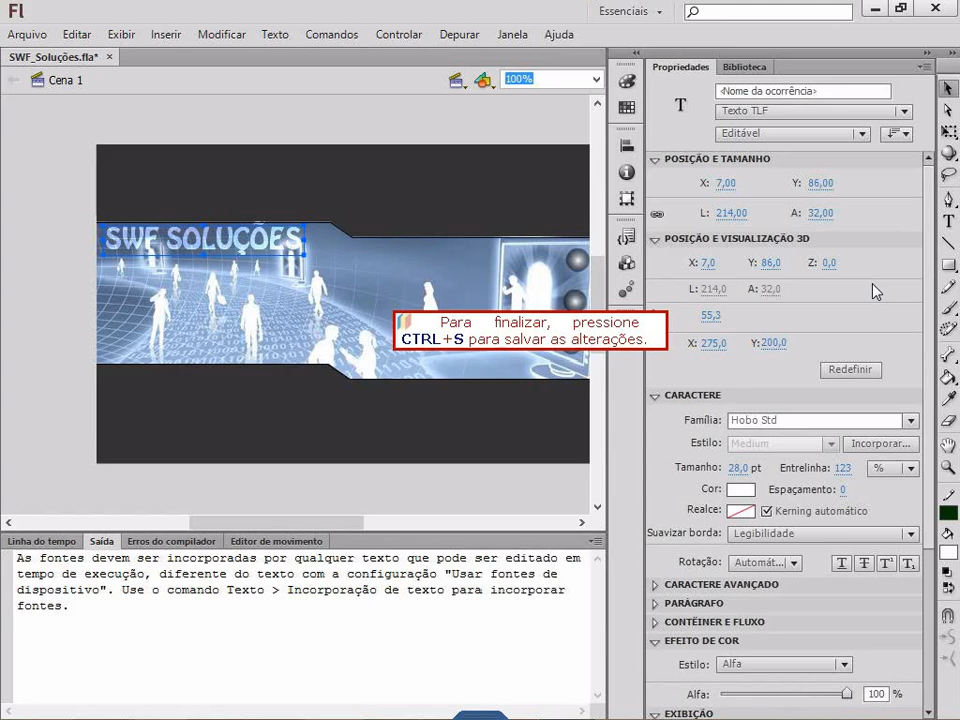 Fl
Essenciais
Arquivo Editar Exibir Inserir Modificar Texto Comandos Controlar Depurar Janela Ajuda
SWF_Soluções.fla* ×
Cena 1
100%
SWF SOLUÇÕES
Para finalizar, pressione
CTRL+S para salvar as alterações.
Propriedades Biblioteca
T
<Nome da ocorrência>
Texto TLF
Editável
POSIÇÃO E TAMANHO
X: 7,00 Y: 86,00
L: 214,00 A: 32,00
POSIÇÃO E VISUALIZAÇÃO 3D
X: 7,0 Y: 86,0 Z: 0,0
L: 214,0 A: 32,0
55,3
X: 275,0 Y: 200,0
Redefinir
CARACTERE
Família: Hobo Std
Estilo: Medium Incorporar...
Tamanho: 28,0 pt Entrelinha: 123 %
Cor: Espaçamento: 0
Realce: Kerning automático
Suavizar borda: Legibilidade
Rotação: Automát... T T T¹ T₁
CARACTERE AVANÇADO
PARÁGRAFO
CONTÊINER E FLUXO
EFEITO DE COR
Estilo: Alfa
Alfa: 100 %
EXIBIÇÃO
Linha do tempo Saída Erros do compilador Editor de movimento
As fontes devem ser incorporadas por qualquer texto que pode ser editado em
tempo de execução, diferente do texto com a configuração "Usar fontes de
dispositivo". Use o comando Texto > Incorporação de texto para incorporar
fontes.